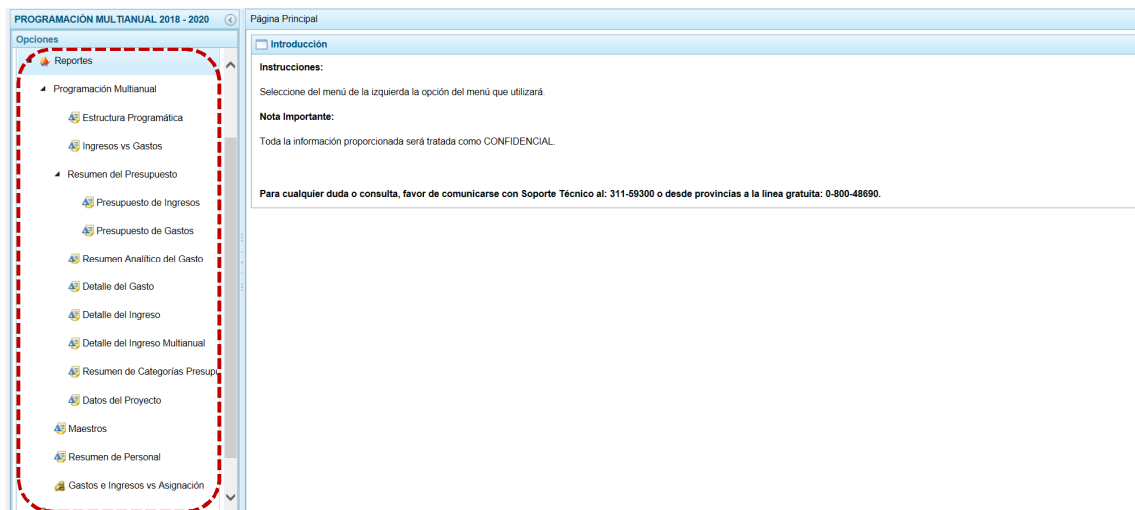 PROGRAMACIÓN MULTIANUAL 2018 - 2020
Opciones
Reportes
Programación Multianual
Estructura Programática
Ingresos vs Gastos
Resumen del Presupuesto
Presupuesto de Ingresos
Presupuesto de Gastos
Resumen Analítico del Gasto
Detalle del Gasto
Detalle del Ingreso
Detalle del Ingreso Multianual
Resumen de Categorías Presup
Datos del Proyecto
Maestros
Resumen de Personal
Gastos e Ingresos vs Asignación
Página Principal
Introducción
Instrucciones:
Seleccione del menú de la izquierda la opción del menú que utilizará.
Nota Importante:
Toda la información proporcionada será tratada como CONFIDENCIAL.
Para cualquier duda o consulta, favor de comunicarse con Soporte Técnico al: 311-59300 o desde provincias a la linea gratuita: 0-800-48690.